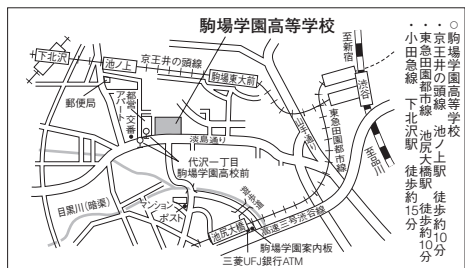 ○駒場学園高等学校
・京王井の頭線 池ノ上駅 徒歩約10分
・東急田園都市線 池尻大橋駅 徒歩約10分
・小田急線 下北沢駅 徒歩約15分
駒場学園高等学校
下北沢
池ノ上
京王井の頭線
駒場東大前
至新宿
渋谷
至品川
郵便局
都営アパート
交番
淡島通り
山手通り
東急田園都市線
代沢一丁目
駒場学園高校前
目黒川(暗渠)
マンション
ポスト
池尻大橋
高速三号渋谷線
駒場学園案内板
三菱UFJ銀行ATM